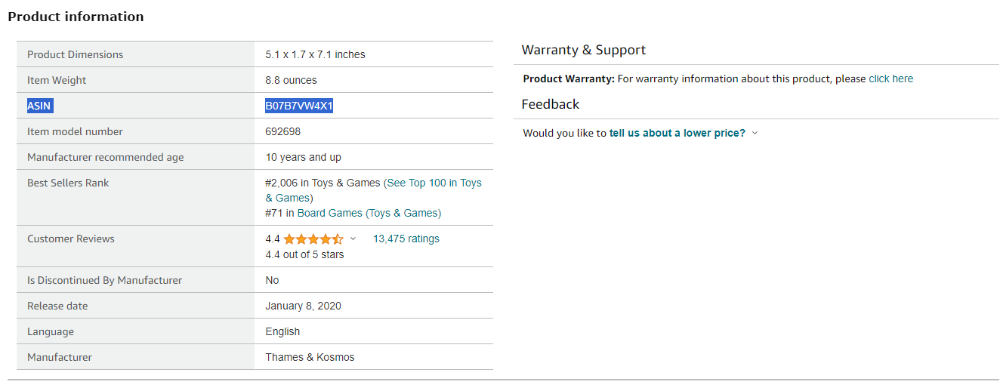 Product information
Product Dimensions 5.1 x 1.7 x 7.1 inches
Item Weight 8.8 ounces
ASIN B07B7VW4X1
Item model number 692698
Manufacturer recommended age 10 years and up
Best Sellers Rank #2,006 in Toys & Games (See Top 100 in Toys
& Games)
#71 in Board Games (Toys & Games)
Customer Reviews 4.4 13,475 ratings
4.4 out of 5 stars
Is Discontinued By Manufacturer No
Release date January 8, 2020
Language English
Manufacturer Thames & Kosmos
Warranty & Support
Product Warranty: For warranty information about this product, please click here
Feedback
Would you like to tell us about a lower price?